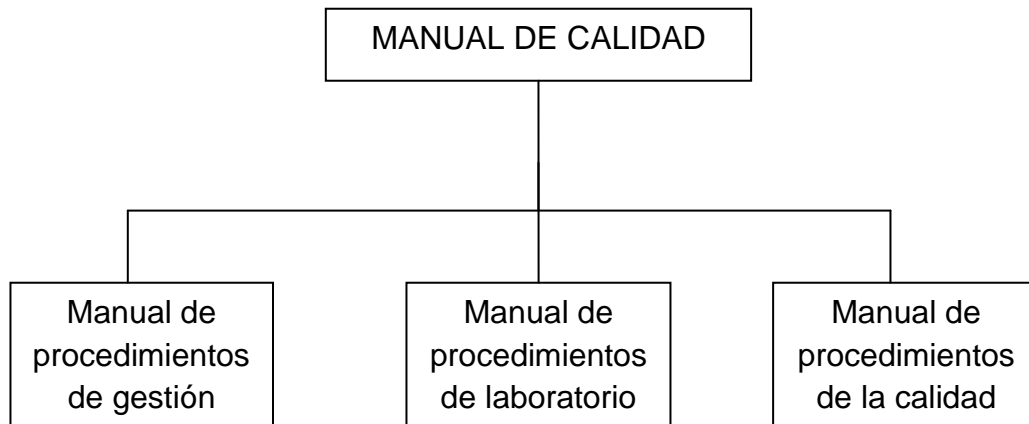 MANUAL DE CALIDAD
Manual de
procedimientos
de gestión
Manual de
procedimientos
de laboratorio
Manual de
procedimientos
de la calidad